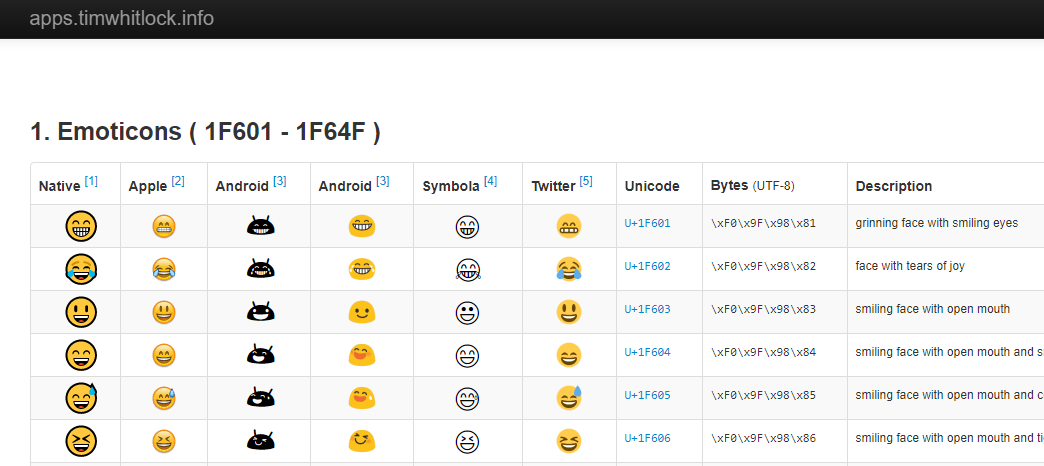 apps.timwhitlock.info
1. Emoticons ( 1F601 - 1F64F )
Native [1] Apple [2] Android [3] Android [3] Symbola [4] Twitter [5] Unicode Bytes (UTF-8) Description
U+1F601 \xF0\x9F\x98\x81 grinning face with smiling eyes
U+1F602 \xF0\x9F\x98\x82 face with tears of joy
U+1F603 \xF0\x9F\x98\x83 smiling face with open mouth
U+1F604 \xF0\x9F\x98\x84 smiling face with open mouth and
U+1F605 \xF0\x9F\x98\x85 smiling face with open mouth and
U+1F606 \xF0\x9F\x98\x86 smiling face with open mouth and